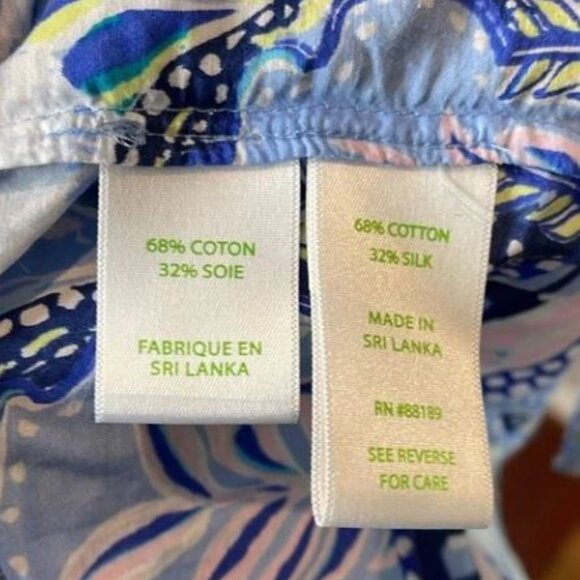 68% COTON
32% SOIE
FABRIQUE EN
SRI LANKA
68% COTTON
32% SILK
MADE IN
SRI LANKA
RN #88189
SEE REVERSE
FOR CARE